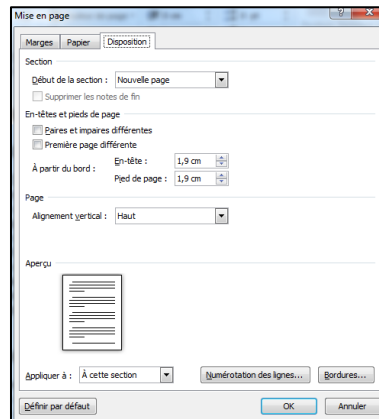 Mise en page
Marges Papier Disposition
Section
Début de la section : Nouvelle page
Supprimer les notes de fin
En-têtes et pieds de page
Paires et impaires différentes
Première page différente
En-tête : 1,9 cm
À partir du bord :
Pied de page : 1,9 cm
Page
Alignement vertical : Haut
Aperçu
Appliquer à : À cette section Numérotation des lignes... Bordures...
Définir par défaut OK Annuler